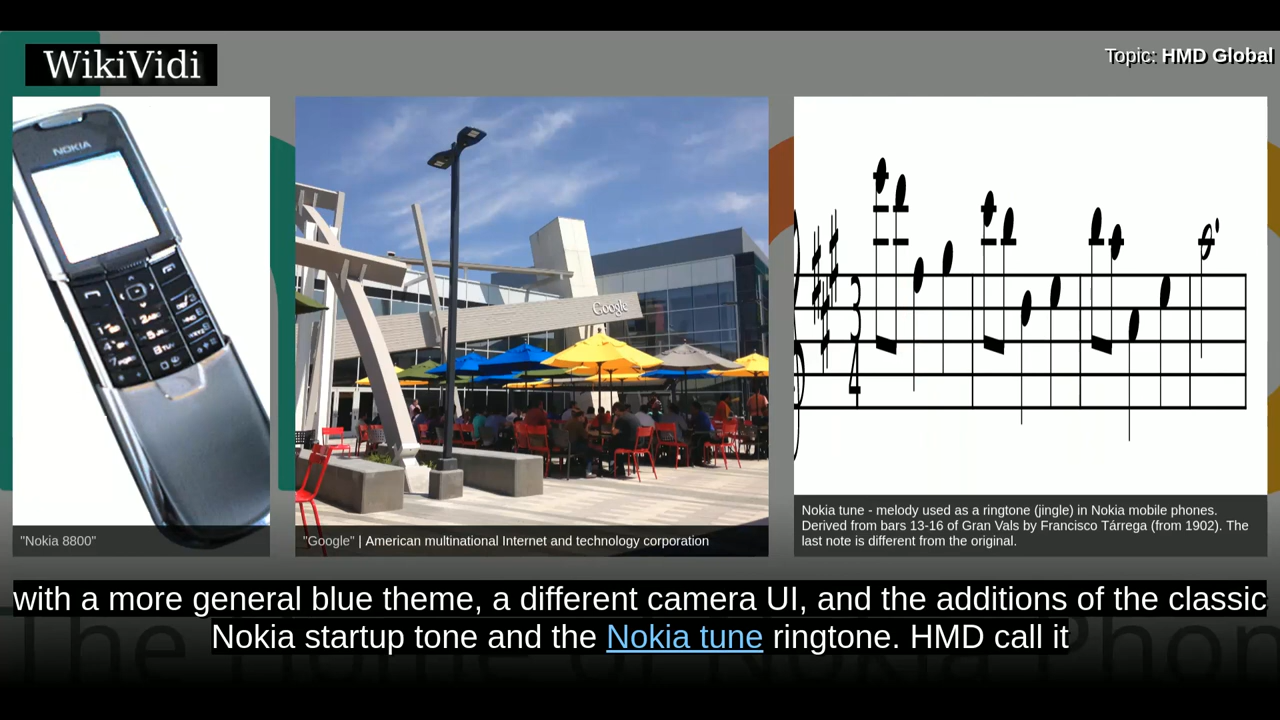 WikiVidi
Topic: HMD Global
NOKIA
Google
"Nokia 8800"
"Google" | American multinational Internet and technology corporation
Nokia tune - melody used as a ringtone (jingle) in Nokia mobile phones.
Derived from bars 13-16 of Gran Vals by Francisco Tárrega (from 1902). The
last note is different from the original.
with a more general blue theme, a different camera UI, and the additions of the classic
Nokia startup tone and the Nokia tune ringtone. HMD call it